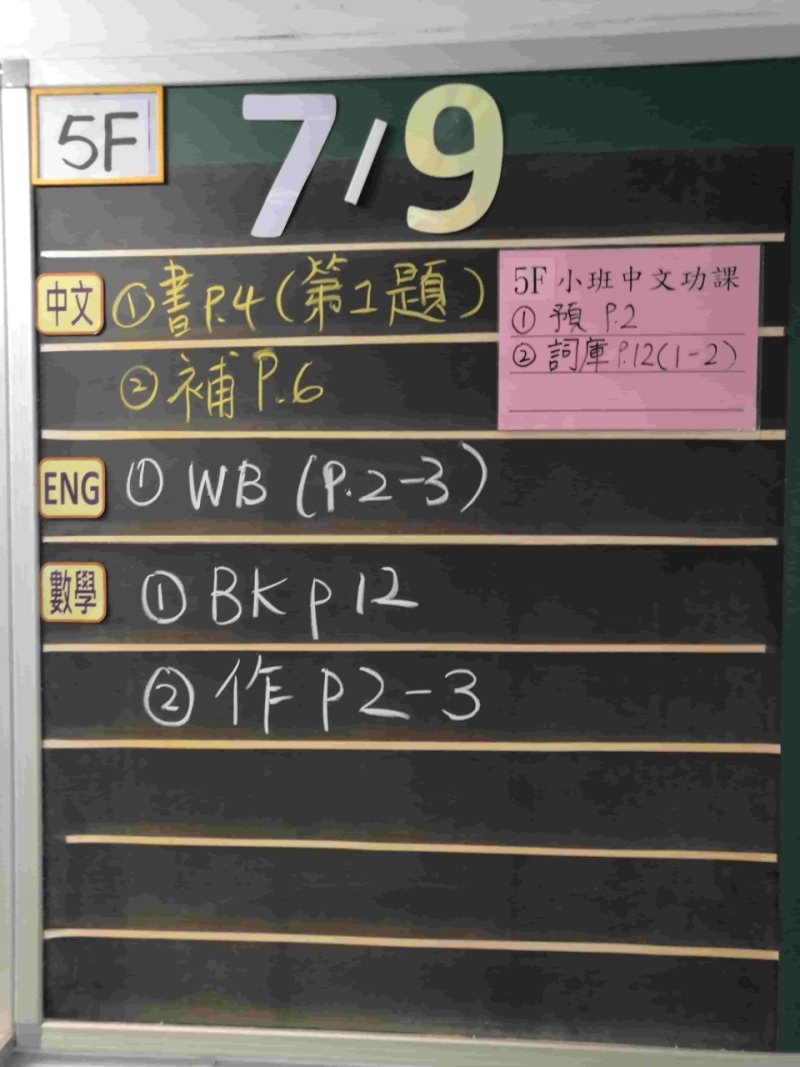 5F
7/9
中文 ①書P.4(第1題)
②補P.6
5F 小班中文功課
① 預 P.2
② 詞庫 P.12(1-2)
ENG ① WB (P.2-3)
數學 ① BK p 12
② 作 p2-3